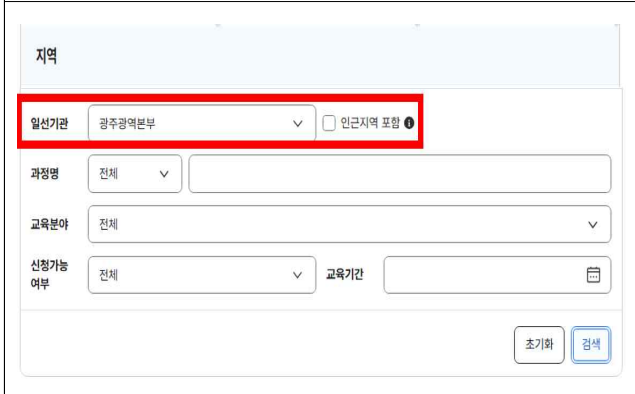 지역
일선기관 광주광역본부 인근지역 포함
과정명 전체
교육분야 전체
신청가능 여부 전체 교육기간
초기화 검색